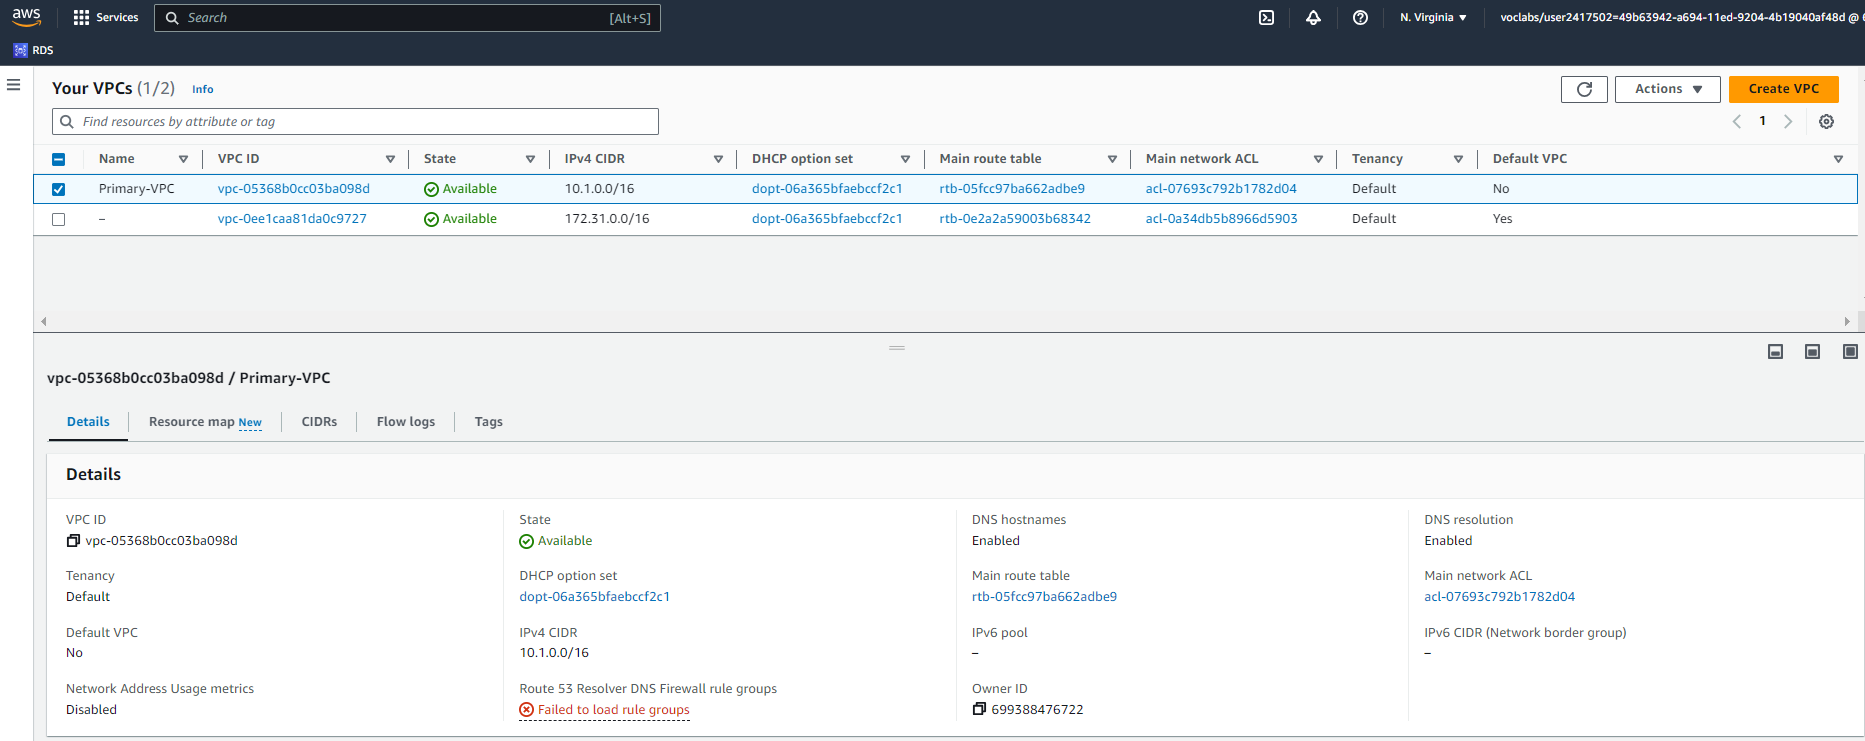 aws Services Search [Alt+S] N. Virginia voclabs/user2417502=49b63942-a694-11ed-9204-4b19040af48d @
RDS
Your VPCs (1/2) Info Actions Create VPC
Find resources by attribute or tag 1
Name VPC ID State IPv4 CIDR DHCP option set Main route table Main network ACL Tenancy Default VPC
Primary-VPC vpc-05368b0cc03ba098d Available 10.1.0.0/16 dopt-06a365bfaebccf2c1 rtb-05fcc97ba662adbe9 acl-07693c792b1782d04 Default No
– vpc-0ee1caa81da0c9727 Available 172.31.0.0/16 dopt-06a365bfaebccf2c1 rtb-0e2a2a59003b68342 acl-0a34db5b8966d5903 Default Yes
vpc-05368b0cc03ba098d / Primary-VPC
Details Resource map New CIDRs Flow logs Tags
Details
VPC ID State DNS hostnames DNS resolution
vpc-05368b0cc03ba098d Available Enabled Enabled
Tenancy DHCP option set Main route table Main network ACL
Default dopt-06a365bfaebccf2c1 rtb-05fcc97ba662adbe9 acl-07693c792b1782d04
Default VPC IPv4 CIDR IPv6 pool IPv6 CIDR (Network border group)
No 10.1.0.0/16 – –
Network Address Usage metrics Route 53 Resolver DNS Firewall rule groups Owner ID
Disabled Failed to load rule groups 699388476722